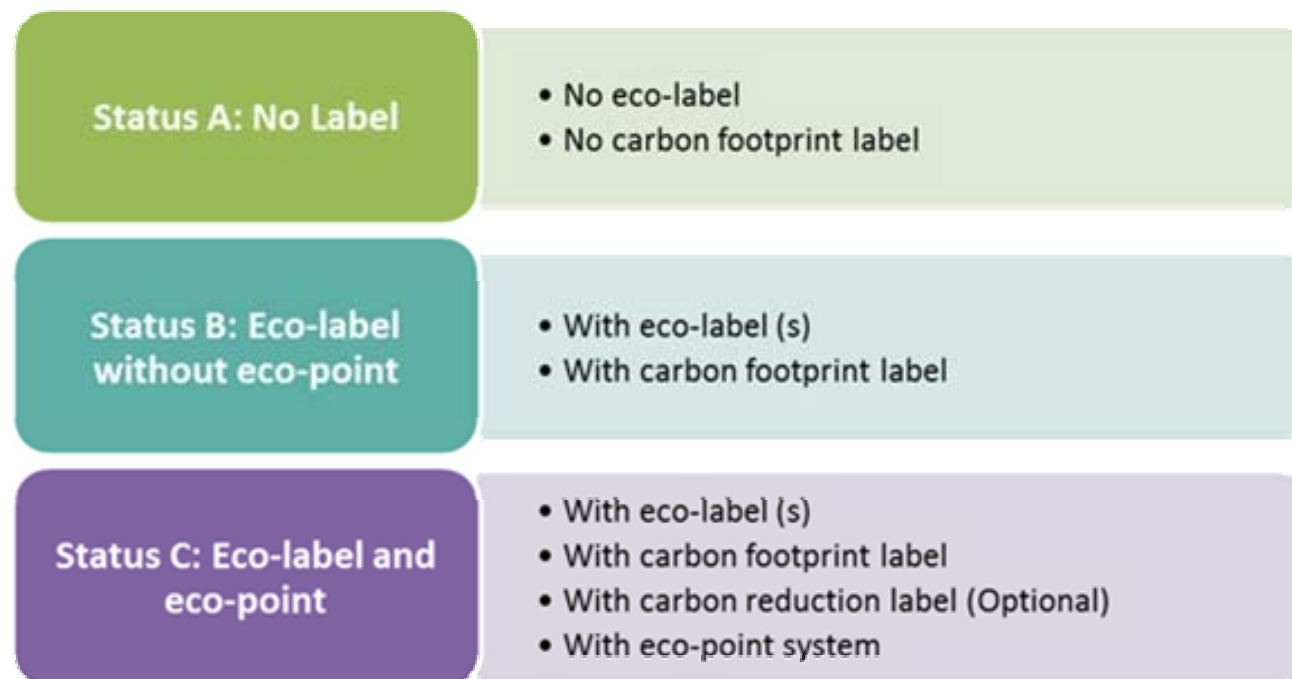 Status A: No Label
• No eco-label
• No carbon footprint label
Status B: Eco-label
without eco-point
• With eco-label (s)
• With carbon footprint label
Status C: Eco-label and
eco-point
• With eco-label (s)
• With carbon footprint label
• With carbon reduction label (Optional)
• With eco-point system